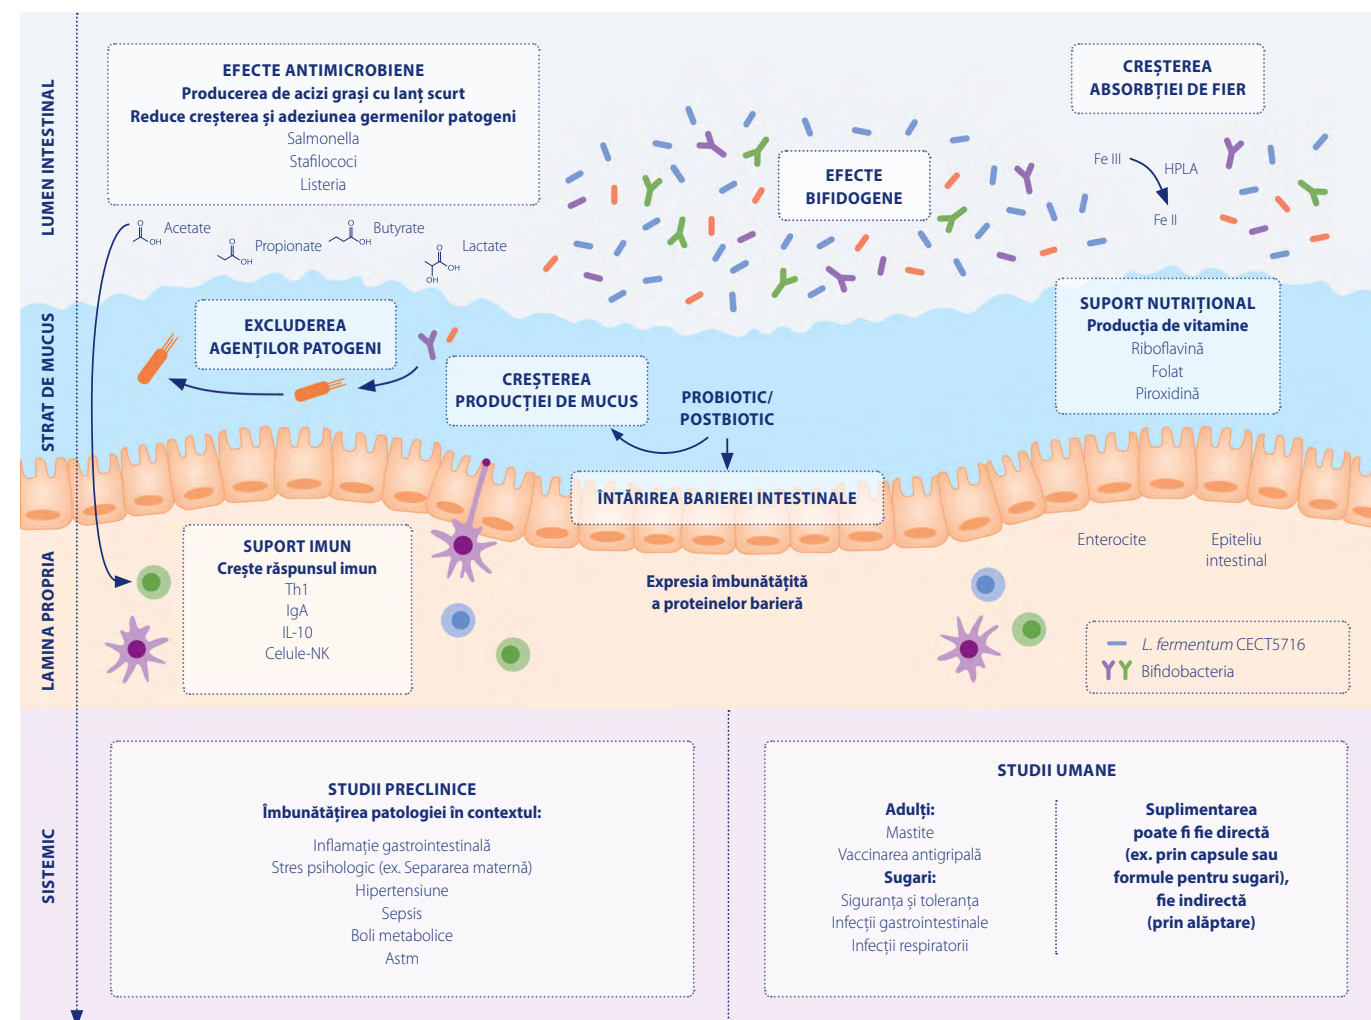 LUMEN INTESTINAL
EFECTE ANTIMICROBIENE
Producerea de acizi grași cu lanț scurt
Reduce creșterea și adeziunea germenilor patogeni
Salmonella
Stafilococi
Listeria
O
OH
Acetate
O
OH
Propionate
O
OH
Butyrate
O
OH
OH
Lactate
EFECTE
BIFIDOGENE
CREȘTEREA
ABSORBȚIEI DE FIER
Fe III
HPLA
Fe II
STRAT DE MUCUS
EXCLUDEREA
AGENȚILOR PATOGENI
CREȘTEREA
PRODUCȚIEI DE MUCUS
PROBIOTIC/
POSTBIOTIC
SUPORT NUTRIȚIONAL
Producția de vitamine
Riboflavină
Folat
Piroxidină
ÎNTĂRIREA BARIEREI INTESTINALE
LAMINA PROPRIA
SUPORT IMUN
Crește răspunsul imun
Th1
IgA
IL-10
Celule-NK
Expresia îmbunătățită
a proteinelor barieră
Enterocite
Epiteliu
intestinal
L. fermentum CECT5716
Bifidobacteria
SISTEMIC
STUDII PRECLINICE
Îmbunătățirea patologiei în contextul:
Inflamație gastrointestinală
Stres psihologic (ex. Separarea maternă)
Hipertensiune
Sepsis
Boli metabolice
Astm
STUDII UMANE
Adulți:
Mastite
Vaccinarea antigripală
Sugari:
Siguranța și toleranța
Infecții gastrointestinale
Infecții respiratorii
Suplimentarea
poate fi fie directă
(ex. prin capsule sau
formule pentru sugari),
fie indirectă
(prin alăptare)